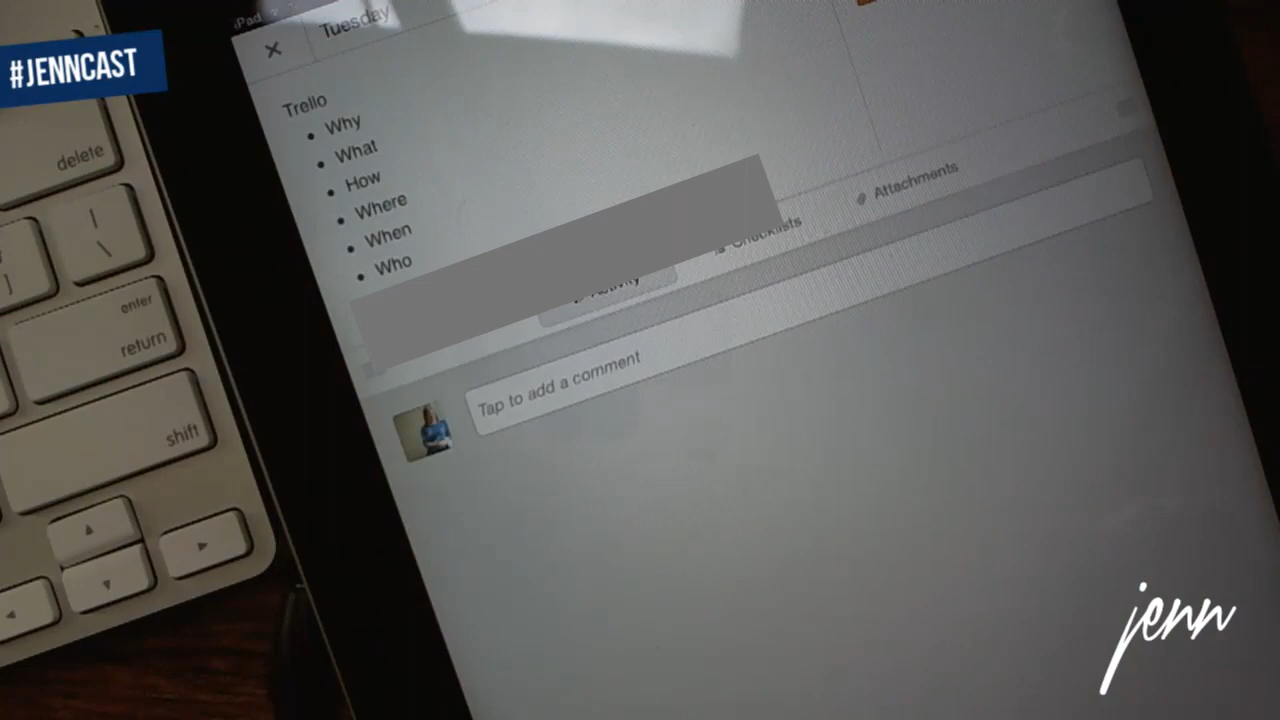 iPad
Tuesday
#JENNCAST
Trello
• Why
• What
• How
• Where
• When
• Who
Activity
Checklists
Attachments
Tap to add a comment
delete
|
\
]
enter
return
shift
jenn